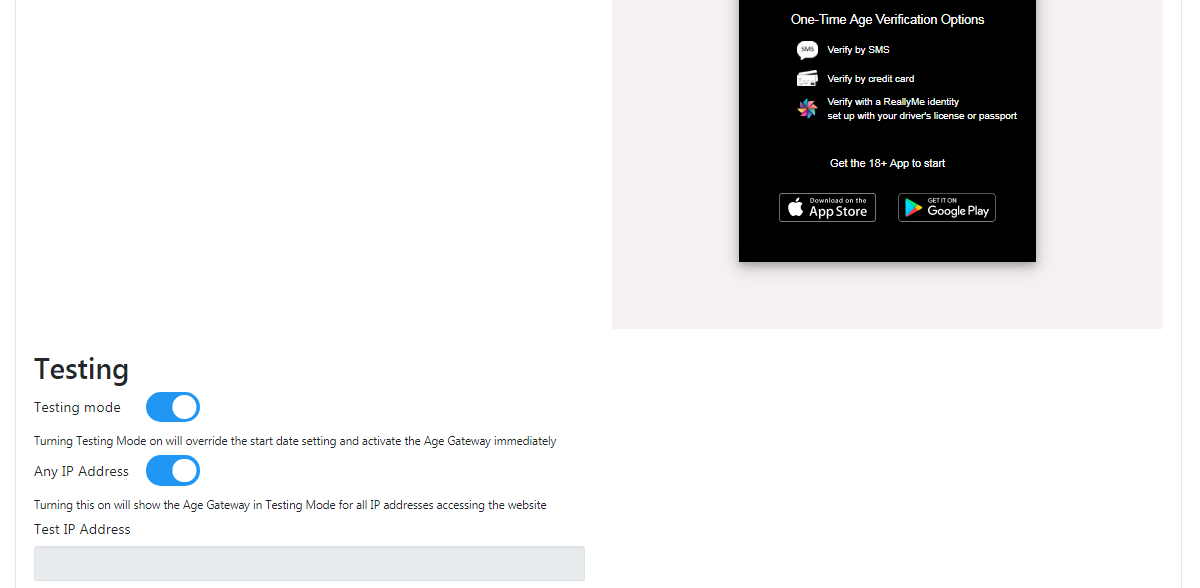 One-Time Age Verification Options
SMS
Verify by SMS
Verify by credit card
Verify with a ReallyMe identity
set up with your driver's license or passport
Get the 18+ App to start
Download on the
App Store
GET IT ON
Google Play
Testing
Testing mode
Turning Testing Mode on will override the start date setting and activate the Age Gateway immediately
Any IP Address
Turning this on will show the Age Gateway in Testing Mode for all IP addresses accessing the website
Test IP Address